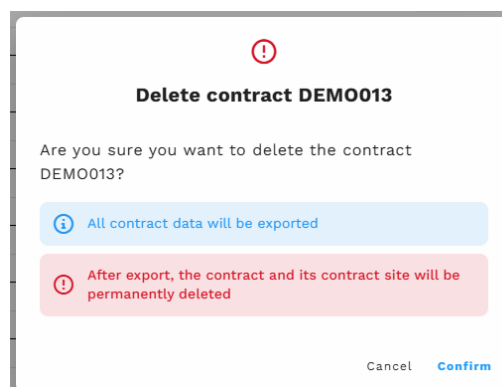 Delete contract DEMO013
Are you sure you want to delete the contract
DEMO013?
All contract data will be exported
After export, the contract and its contract site will be
permanently deleted
Cancel Confirm